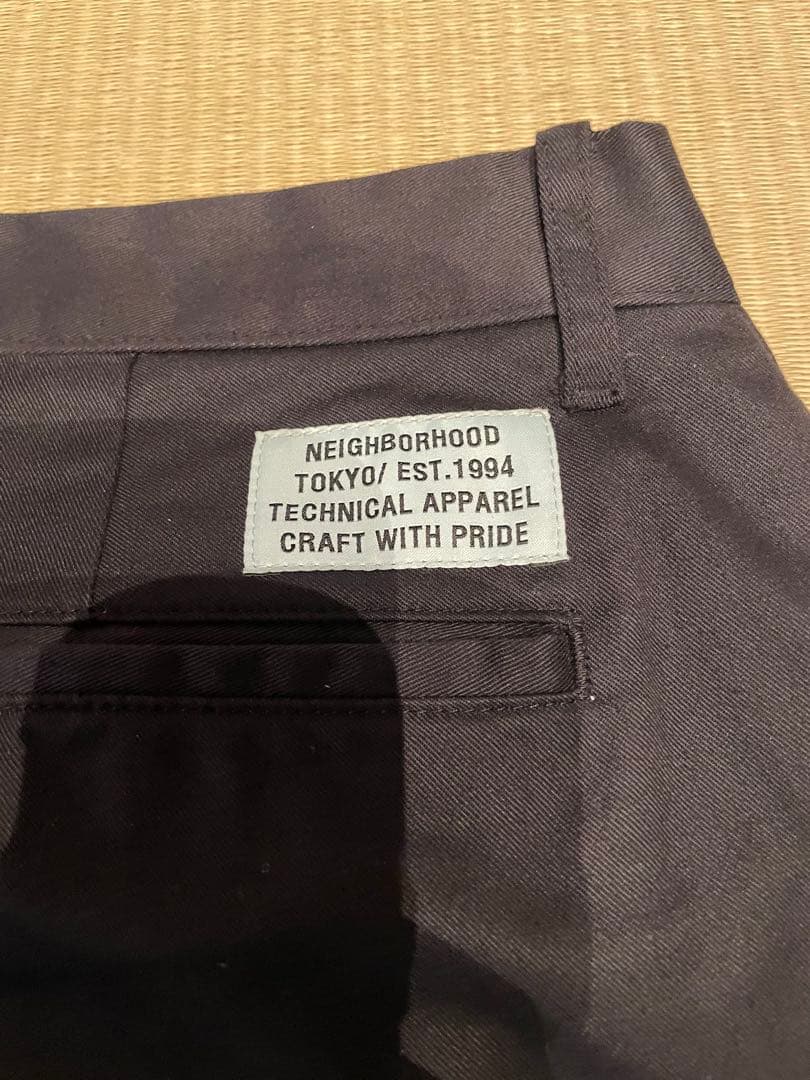 NEIGHBORHOOD
TOKYO/ EST.1994
TECHNICAL APPAREL
CRAFT WITH PRIDE